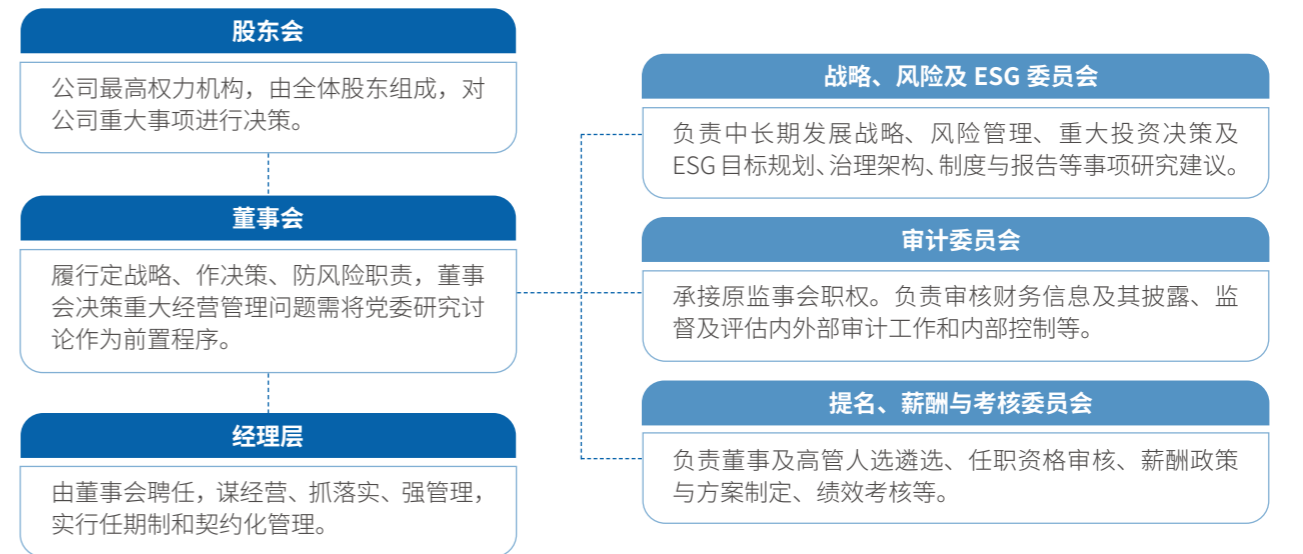 股东会
公司最高权力机构，由全体股东组成，对
公司重大事项进行决策。
董事会
履行定战略、作决策、防风险职责，董事
会决策重大经营管理问题需将党委研究讨
论作为前置程序。
经理层
由董事会聘任，谋经营、抓落实、强管理，
实行任期制和契约化管理。
战略、风险及 ESG 委员会
负责中长期发展战略、风险管理、重大投资决策及
ESG 目标规划、治理架构、制度与报告等事项研究建议。
审计委员会
承接原监事会职权。负责审核财务信息及其披露、监
督及评估内外部审计工作和内部控制等。
提名、薪酬与考核委员会
负责董事及高管人选遴选、任职资格审核、薪酬政策
与方案制定、绩效考核等。